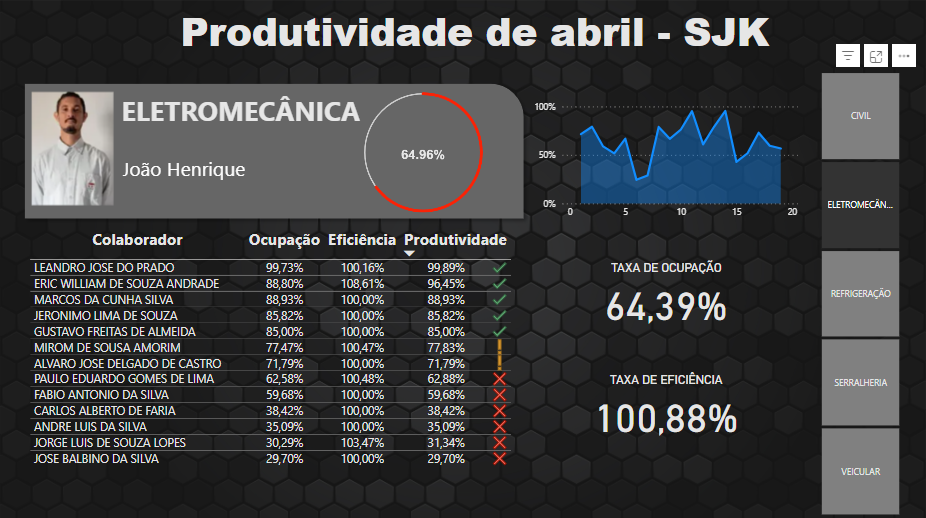 Produtividade de abril - SJK
ELETROMECÂNICA
João Henrique
64.96%
100%
50%
0%
0 5 10 15 20
CIVIL
ELETROMECÂN...
REFRIGERAÇÃO
SERRALHERIA
VEICULAR
Colaborador Ocupação Eficiência Produtividade
LEANDRO JOSE DO PRADO 99,73% 100,16% 99,89%
ERIC WILLIAM DE SOUZA ANDRADE 88,80% 108,61% 96,45%
MARCOS DA CUNHA SILVA 88,93% 100,00% 88,93%
JERONIMO LIMA DE SOUZA 85,82% 100,00% 85,82%
GUSTAVO FREITAS DE ALMEIDA 85,00% 100,00% 85,00%
MIROM DE SOUSA AMORIM 77,47% 100,47% 77,83%
ALVARO JOSE DELGADO DE CASTRO 71,79% 100,00% 71,79%
PAULO EDUARDO GOMES DE LIMA 62,58% 100,48% 62,88%
FABIO ANTONIO DA SILVA 59,68% 100,00% 59,68%
CARLOS ALBERTO DE FARIA 38,42% 100,00% 38,42%
ANDRE LUIS DA SILVA 35,09% 100,00% 35,09%
JORGE LUIS DE SOUZA LOPES 30,29% 103,47% 31,34%
JOSE BALBINO DA SILVA 29,70% 100,00% 29,70%
TAXA DE OCUPAÇÃO
64,39%
TAXA DE EFICIÊNCIA
100,88%